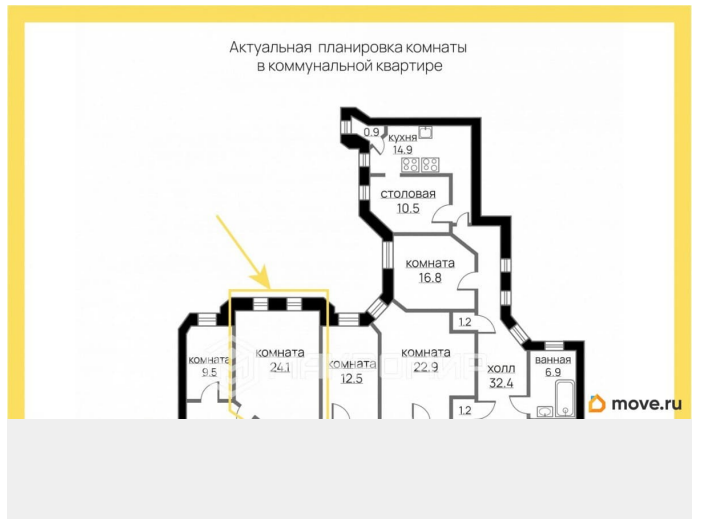 Актуальная планировка комнаты
в коммунальной квартире
0.9
кухня
14.9
столовая
10.5
комната
16.8
1.2
комната
9.5
комната
24.1
комната
12.5
комната
22.9
холл
32.4
ванная
6.9
1.2
move.ru